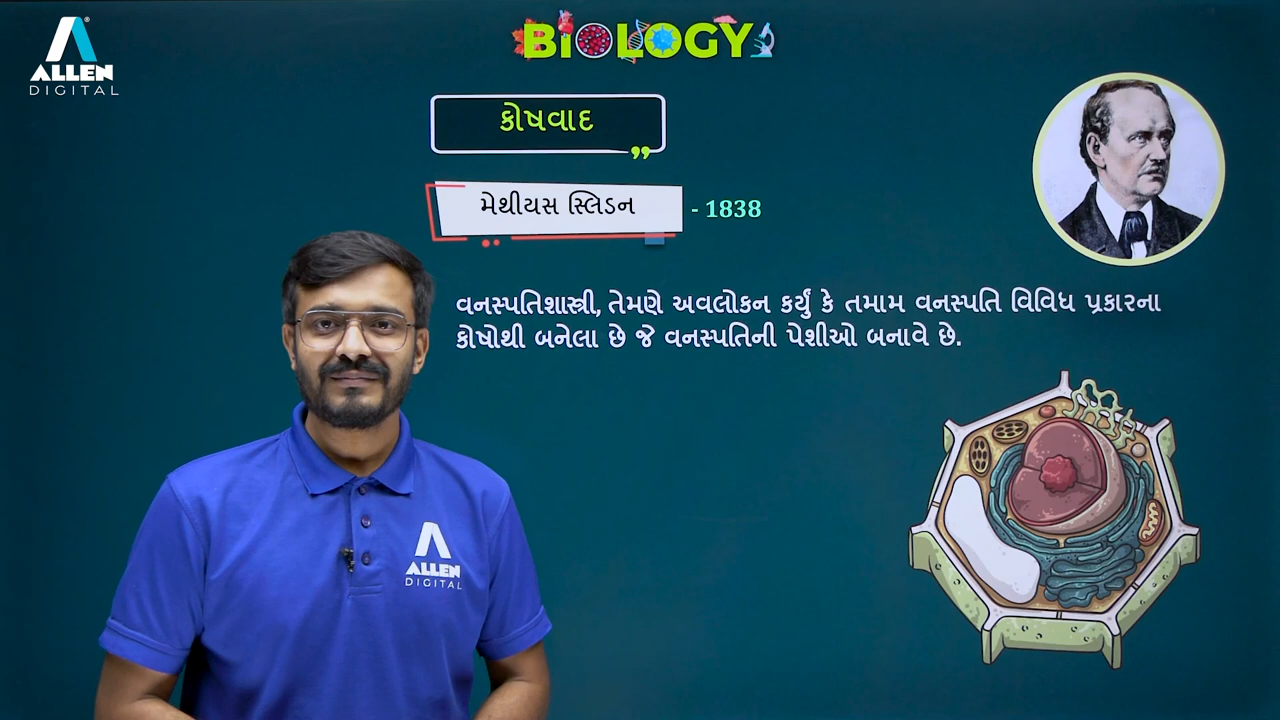 ALLEN
DIGITAL
BIOLOGY
કોષવાદ
મેથીયસ સ્લિડન - 1838
વનસ્પતિશાસ્ત્રી, તેમણે અવલોકન કર્યું કે તમામ વનસ્પતિ વિવિધ પ્રકારના
કોષોથી બનેલા છે જે વનસ્પતિની પેશીઓ બનાવે છે.
ALLEN
DIGITAL